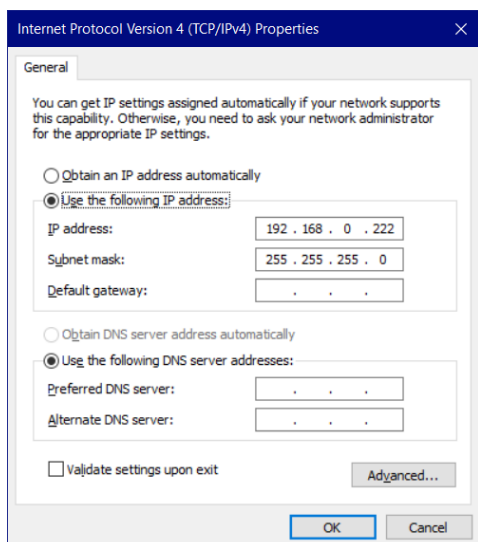 Internet Protocol Version 4 (TCP/IPv4) Properties
General
You can get IP settings assigned automatically if your network supports
this capability. Otherwise, you need to ask your network administrator
for the appropriate IP settings.
Obtain an IP address automatically
Use the following IP address:
IP address: 192 . 168 . 0 . 222
Subnet mask: 255 . 255 . 255 . 0
Default gateway: . . .
Obtain DNS server address automatically
Use the following DNS server addresses:
Preferred DNS server: . . .
Alternate DNS server: . . .
Validate settings upon exit
Advanced...
OK Cancel